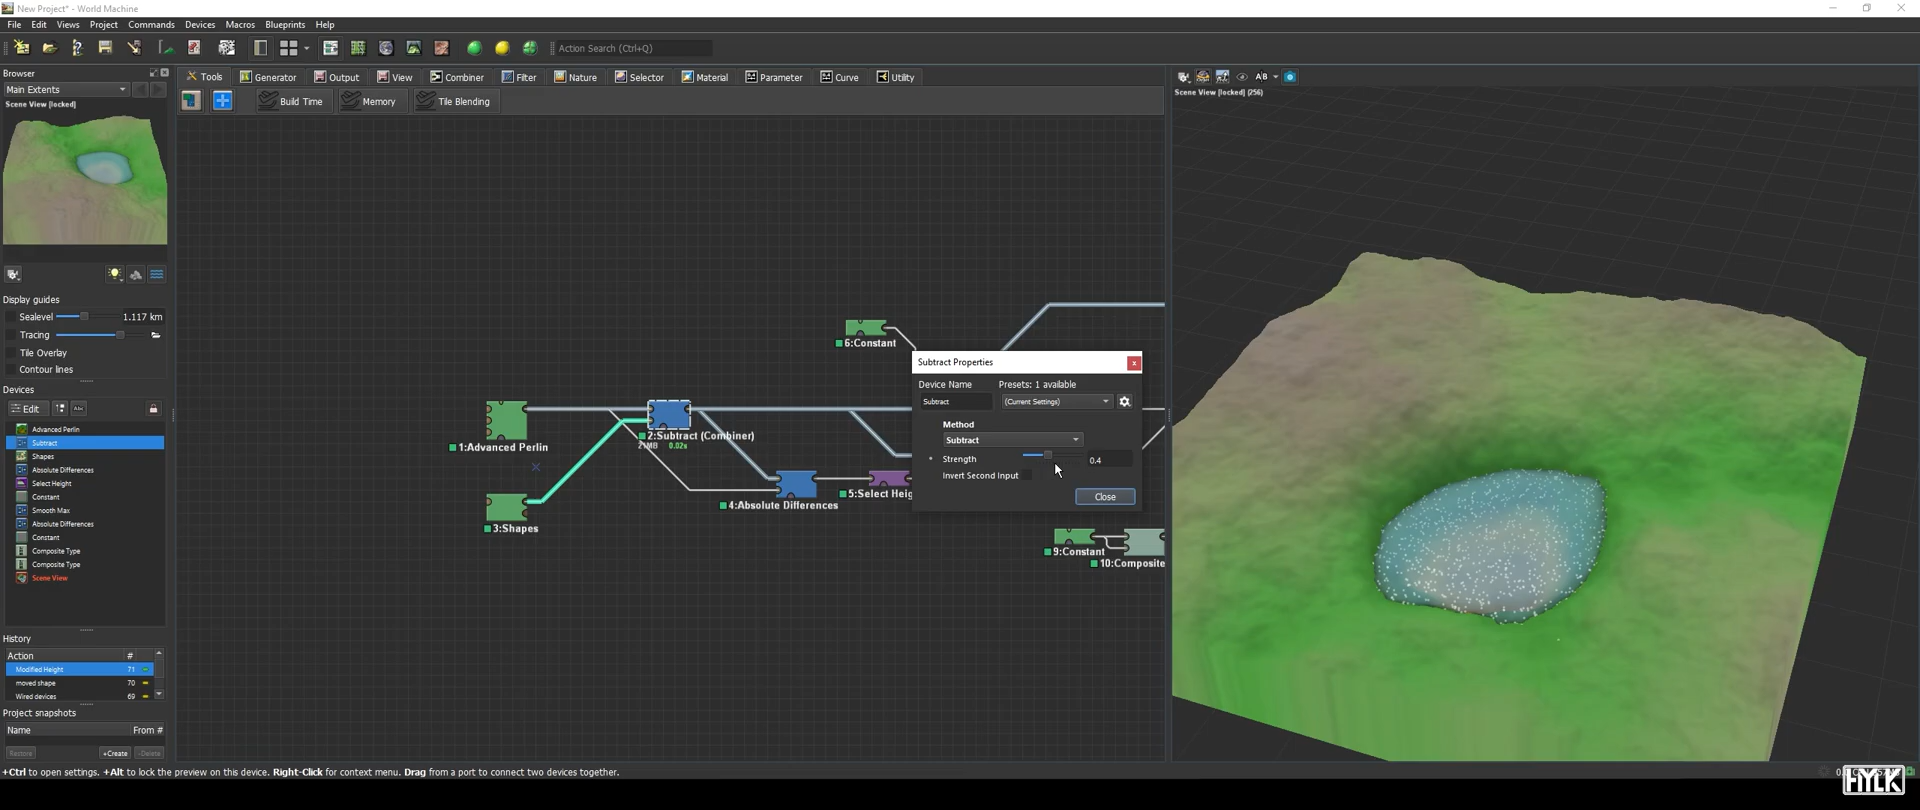 New Project* - World Machine
File Edit Views Project Commands Devices Macros Blueprints Help
Action Search (Ctrl+Q)
Browser
Main Extents
Scene View [locked]
Display guides
Sealevel 1.117 km
Tracing
Tile Overlay
Contour lines
Devices
Edit Abc
Advanced Perlin
Subtract
Shapes
Absolute Differences
Select Height
Constant
Smooth Max
Absolute Differences
Constant
Composite Type
Composite Type
Scene View
History
Action #
Modified Height 71
moved shape 70
Wired devices 69
Project snapshots
Name From #
Restore +Create -Delete
Tools Generator Output View Combiner Filter Nature Selector Material Parameter Curve Utility
Build Time Memory Tile Blending
6:Constant
1:Advanced Perlin
2:Subtract (Combiner)
0.02s
3:Shapes
4:Absolute Differences
5:Select Heig
9:Constant
10:Composite
Subtract Properties
Device Name Presets: 1 available
Subtract (Current Settings)
Method
Subtract
Strength 0.4
Invert Second Input
Close
AB
Scene View [locked] (256)
+Ctrl to open settings. +Alt to lock the preview on this device. Right-Click for context menu. Drag from a port to connect two devices together.
HYLK